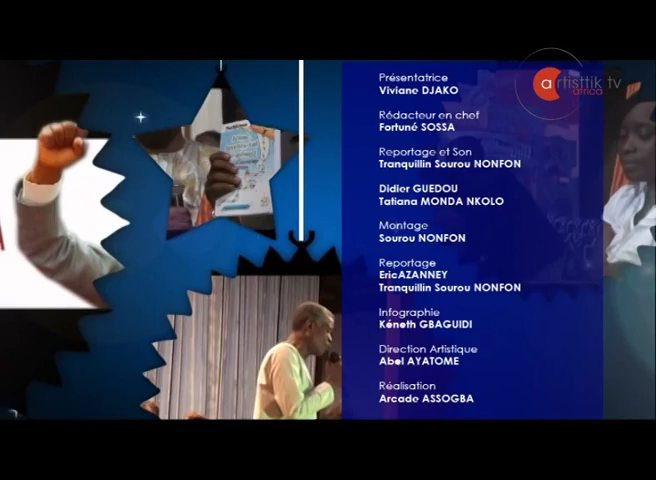 artisttik tv
africa
Présentatrice
Viviane DJAKO
Rédacteur en chef
Fortuné SOSSA
Reportage et Son
Tranquillin Sourou NONFON
Didier GUEDOU
Tatiana MONDA NKOLO
Montage
Sourou NONFON
Reportage
EricAZANNEY
Tranquillin Sourou NONFON
Infographie
Kéneth GBAGUIDI
Direction Artistique
Abel AYATOME
Réalisation
Arcade ASSOGBA